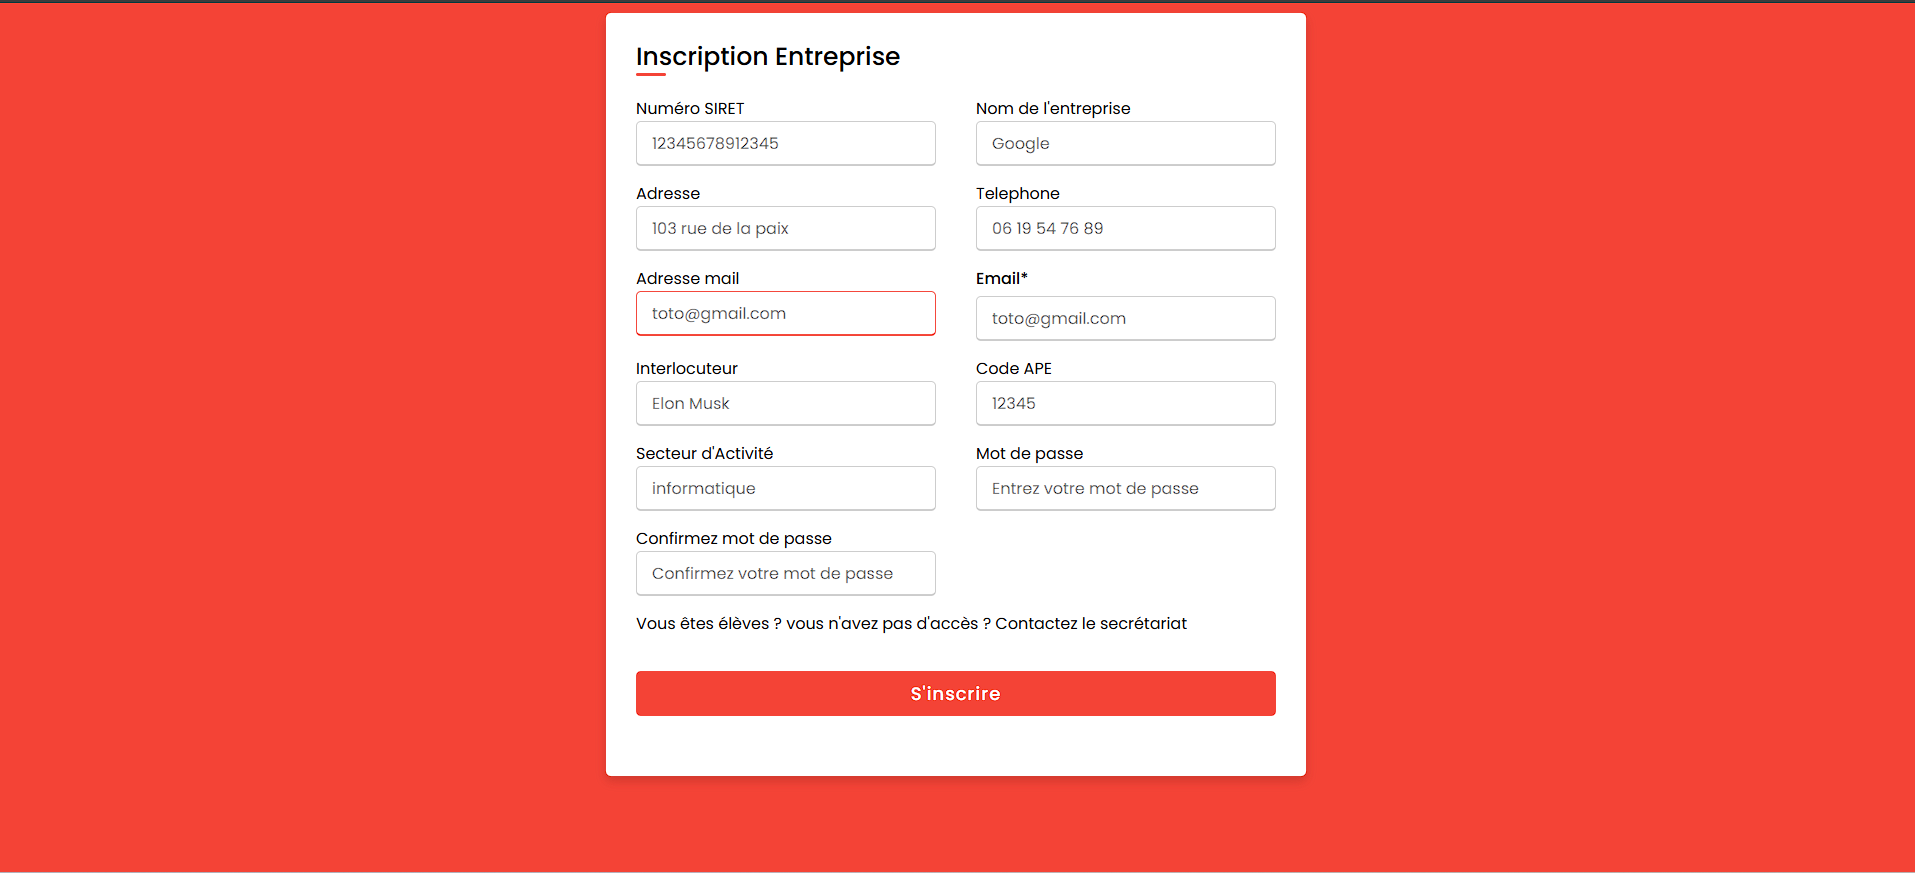 Inscription Entreprise
Numéro SIRET
12345678912345
Nom de l'entreprise
Google
Adresse
103 rue de la paix
Telephone
06 19 54 76 89
Adresse mail
toto@gmail.com
Email*
toto@gmail.com
Interlocuteur
Elon Musk
Code APE
12345
Secteur d'Activité
informatique
Mot de passe
Entrez votre mot de passe
Confirmez mot de passe
Confirmez votre mot de passe
Vous êtes élèves ? vous n'avez pas d'accès ? Contactez le secrétariat
S'inscrire